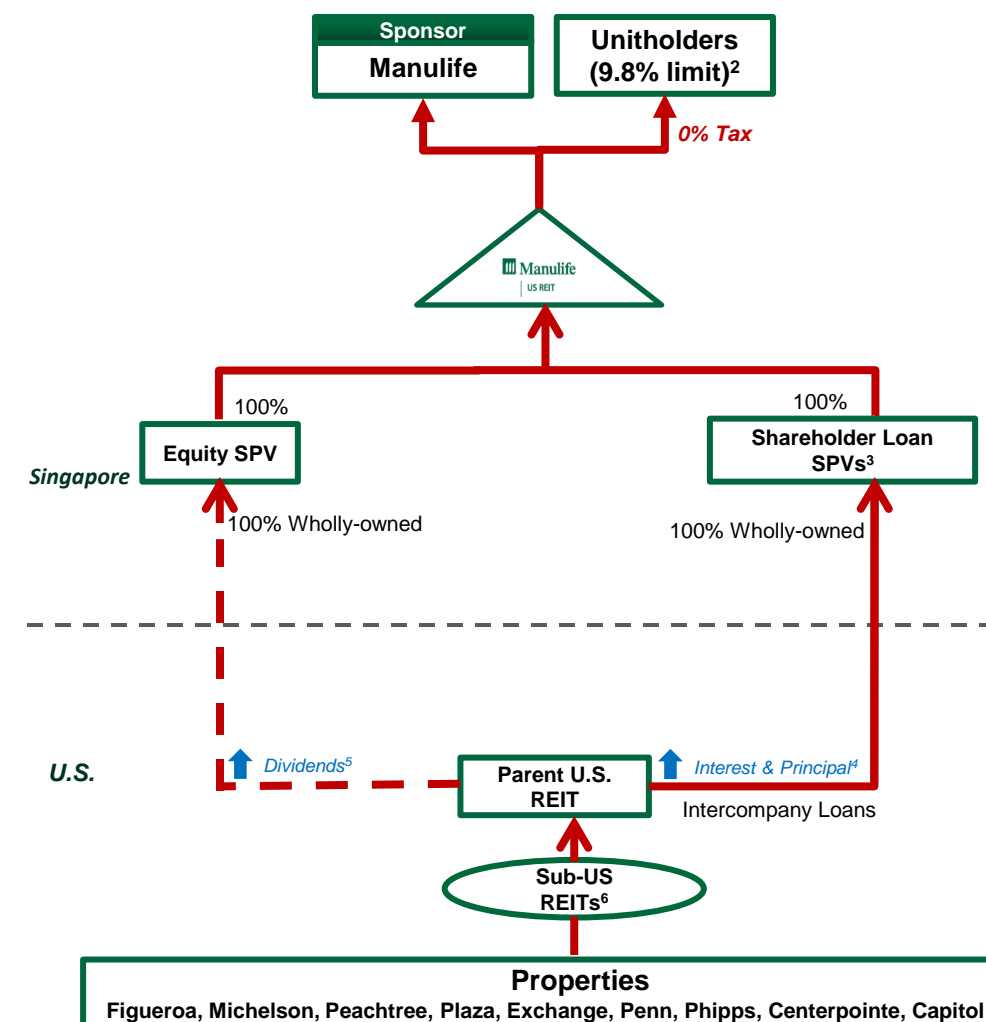 Sponsor
Manulife
Unitholders
(9.8% limit)²
0% Tax
Manulife
US REIT
100%
100%
Equity SPV
Shareholder Loan
SPVs³
Singapore
100% Wholly-owned
100% Wholly-owned
U.S.
Dividends⁵
Parent U.S.
REIT
Interest & Principal⁴
Intercompany Loans
Sub-US
REITs⁶
Properties
Figueroa, Michelson, Peachtree, Plaza, Exchange, Penn, Phipps, Centerpointe, Capitol